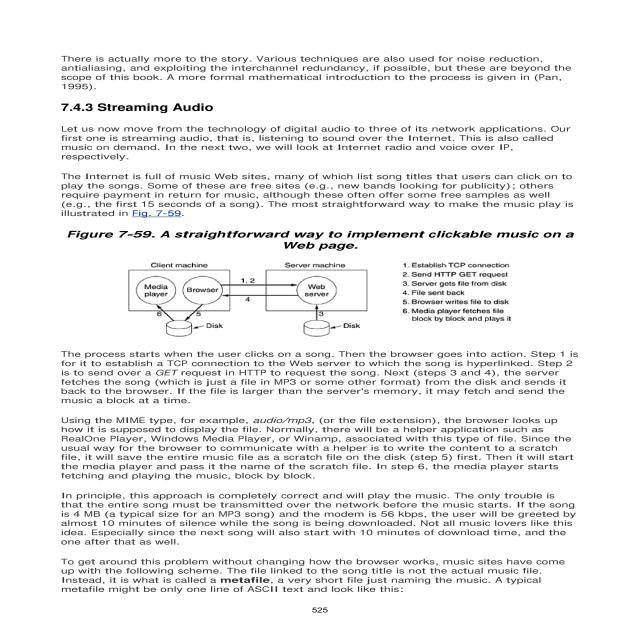 There is actually more to the story. Various techniques are also used for noise reduction,
antialiasing, and exploiting the interchannel redundancy, if possible, but these are beyond the
scope of this book. A more formal mathematical introduction to the process is given in (Pan,
1995).
7.4.3 Streaming Audio
Let us now move from the technology of digital audio to three of its network applications. Our
first one is streaming audio, that is, listening to sound over the Internet. This is also called
music on demand. In the next two, we will look at Internet radio and voice over IP,
respectively.
The Internet is full of music Web sites, many of which list song titles that users can click on to
play the songs. Some of these are free sites (e.g., new bands looking for publicity); others
require payment in return for music, although these often offer some free samples as well
(e.g., the first 15 seconds of a song). The most straightforward way to make the music play is
illustrated in Fig. 7-59.
Figure 7-59. A straightforward way to implement clickable music on a
Web page.
Client machine
Server machine
Media
player
Browser
1, 2
4
Web
server
6
5
3
Disk
Disk
1. Establish TCP connection
2. Send HTTP GET request
3. Server gets file from disk
4. File sent back
5. Browser writes file to disk
6. Media player fetches file
block by block and plays it
The process starts when the user clicks on a song. Then the browser goes into action. Step 1 is
for it to establish a TCP connection to the Web server to which the song is hyperlinked. Step 2
is to send over a GET request in HTTP to request the song. Next (steps 3 and 4), the server
fetches the song (which is just a file in MP3 or some other format) from the disk and sends it
back to the browser. If the file is larger than the server's memory, it may fetch and send the
music a block at a time.
Using the MIME type, for example, audio/mp3, (or the file extension), the browser looks up
how it is supposed to display the file. Normally, there will be a helper application such as
RealOne Player, Windows Media Player, or Winamp, associated with this type of file. Since the
usual way for the browser to communicate with a helper is to write the content to a scratch
file, it will save the entire music file as a scratch file on the disk (step 5) first. Then it will start
the media player and pass it the name of the scratch file. In step 6, the media player starts
fetching and playing the music, block by block.
In principle, this approach is completely correct and will play the music. The only trouble is
that the entire song must be transmitted over the network before the music starts. If the song
is 4 MB (a typical size for an MP3 song) and the modem is 56 kbps, the user will be greeted by
almost 10 minutes of silence while the song is being downloaded. Not all music lovers like this
idea. Especially since the next song will also start with 10 minutes of download time, and the
one after that as well.
To get around this problem without changing how the browser works, music sites have come
up with the following scheme. The file linked to the song title is not the actual music file.
Instead, it is what is called a metafile, a very short file just naming the music. A typical
metafile might be only one line of ASCII text and look like this:
525